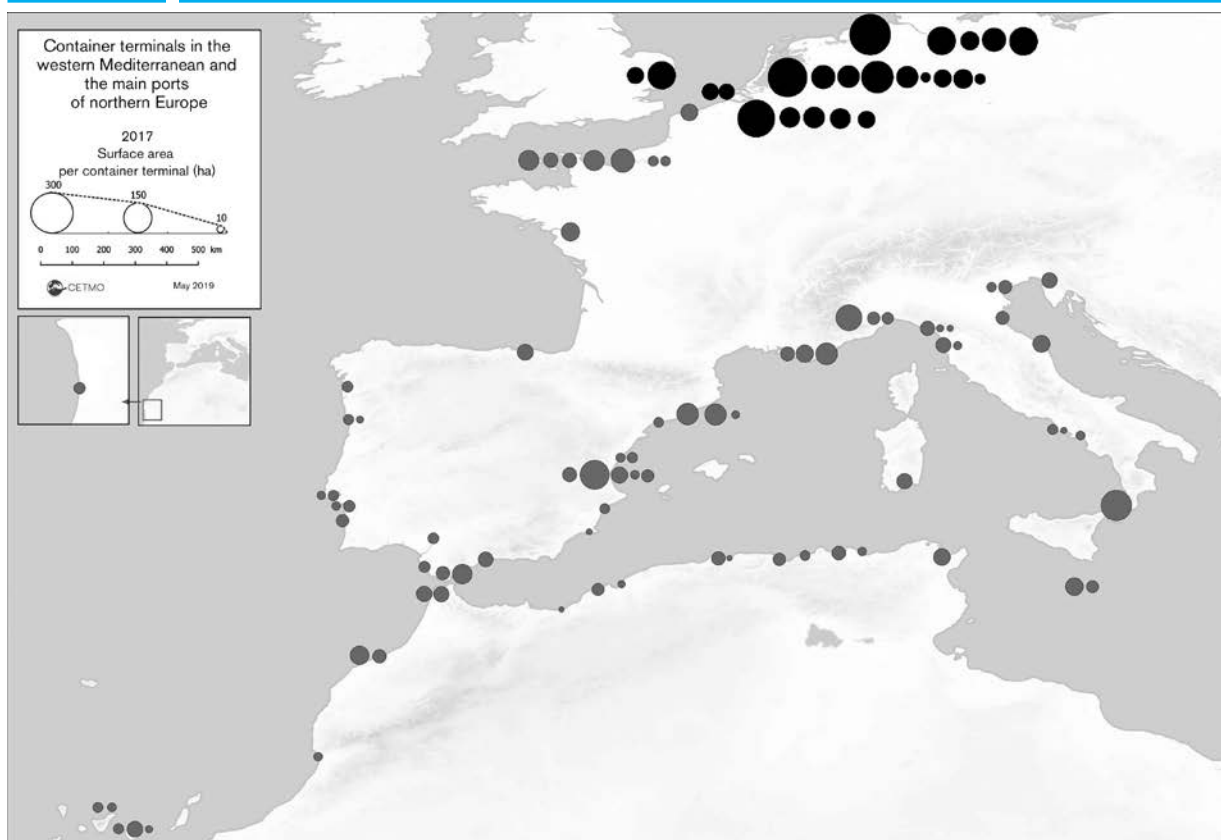 Container terminals in the
western Mediterranean and
the main ports
of northern Europe
2017
Surface area
per container terminal (ha)
300
150
10
0 100 200 300 400 500 km
CETMO
May 2019